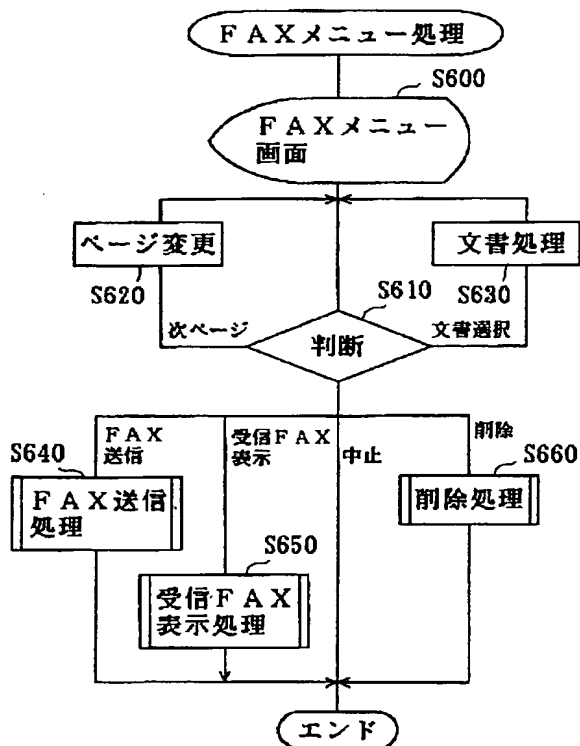 FAXメニュー処理
S600
FAXメニュー
画面
ページ変更
文書処理
S620
S610
S630
次ページ
判断
文書選択
FAX
送信
受信FAX
表示
中止
削除
S640
S660
FAX送信
処理
削除処理
S650
受信FAX
表示処理
エンド